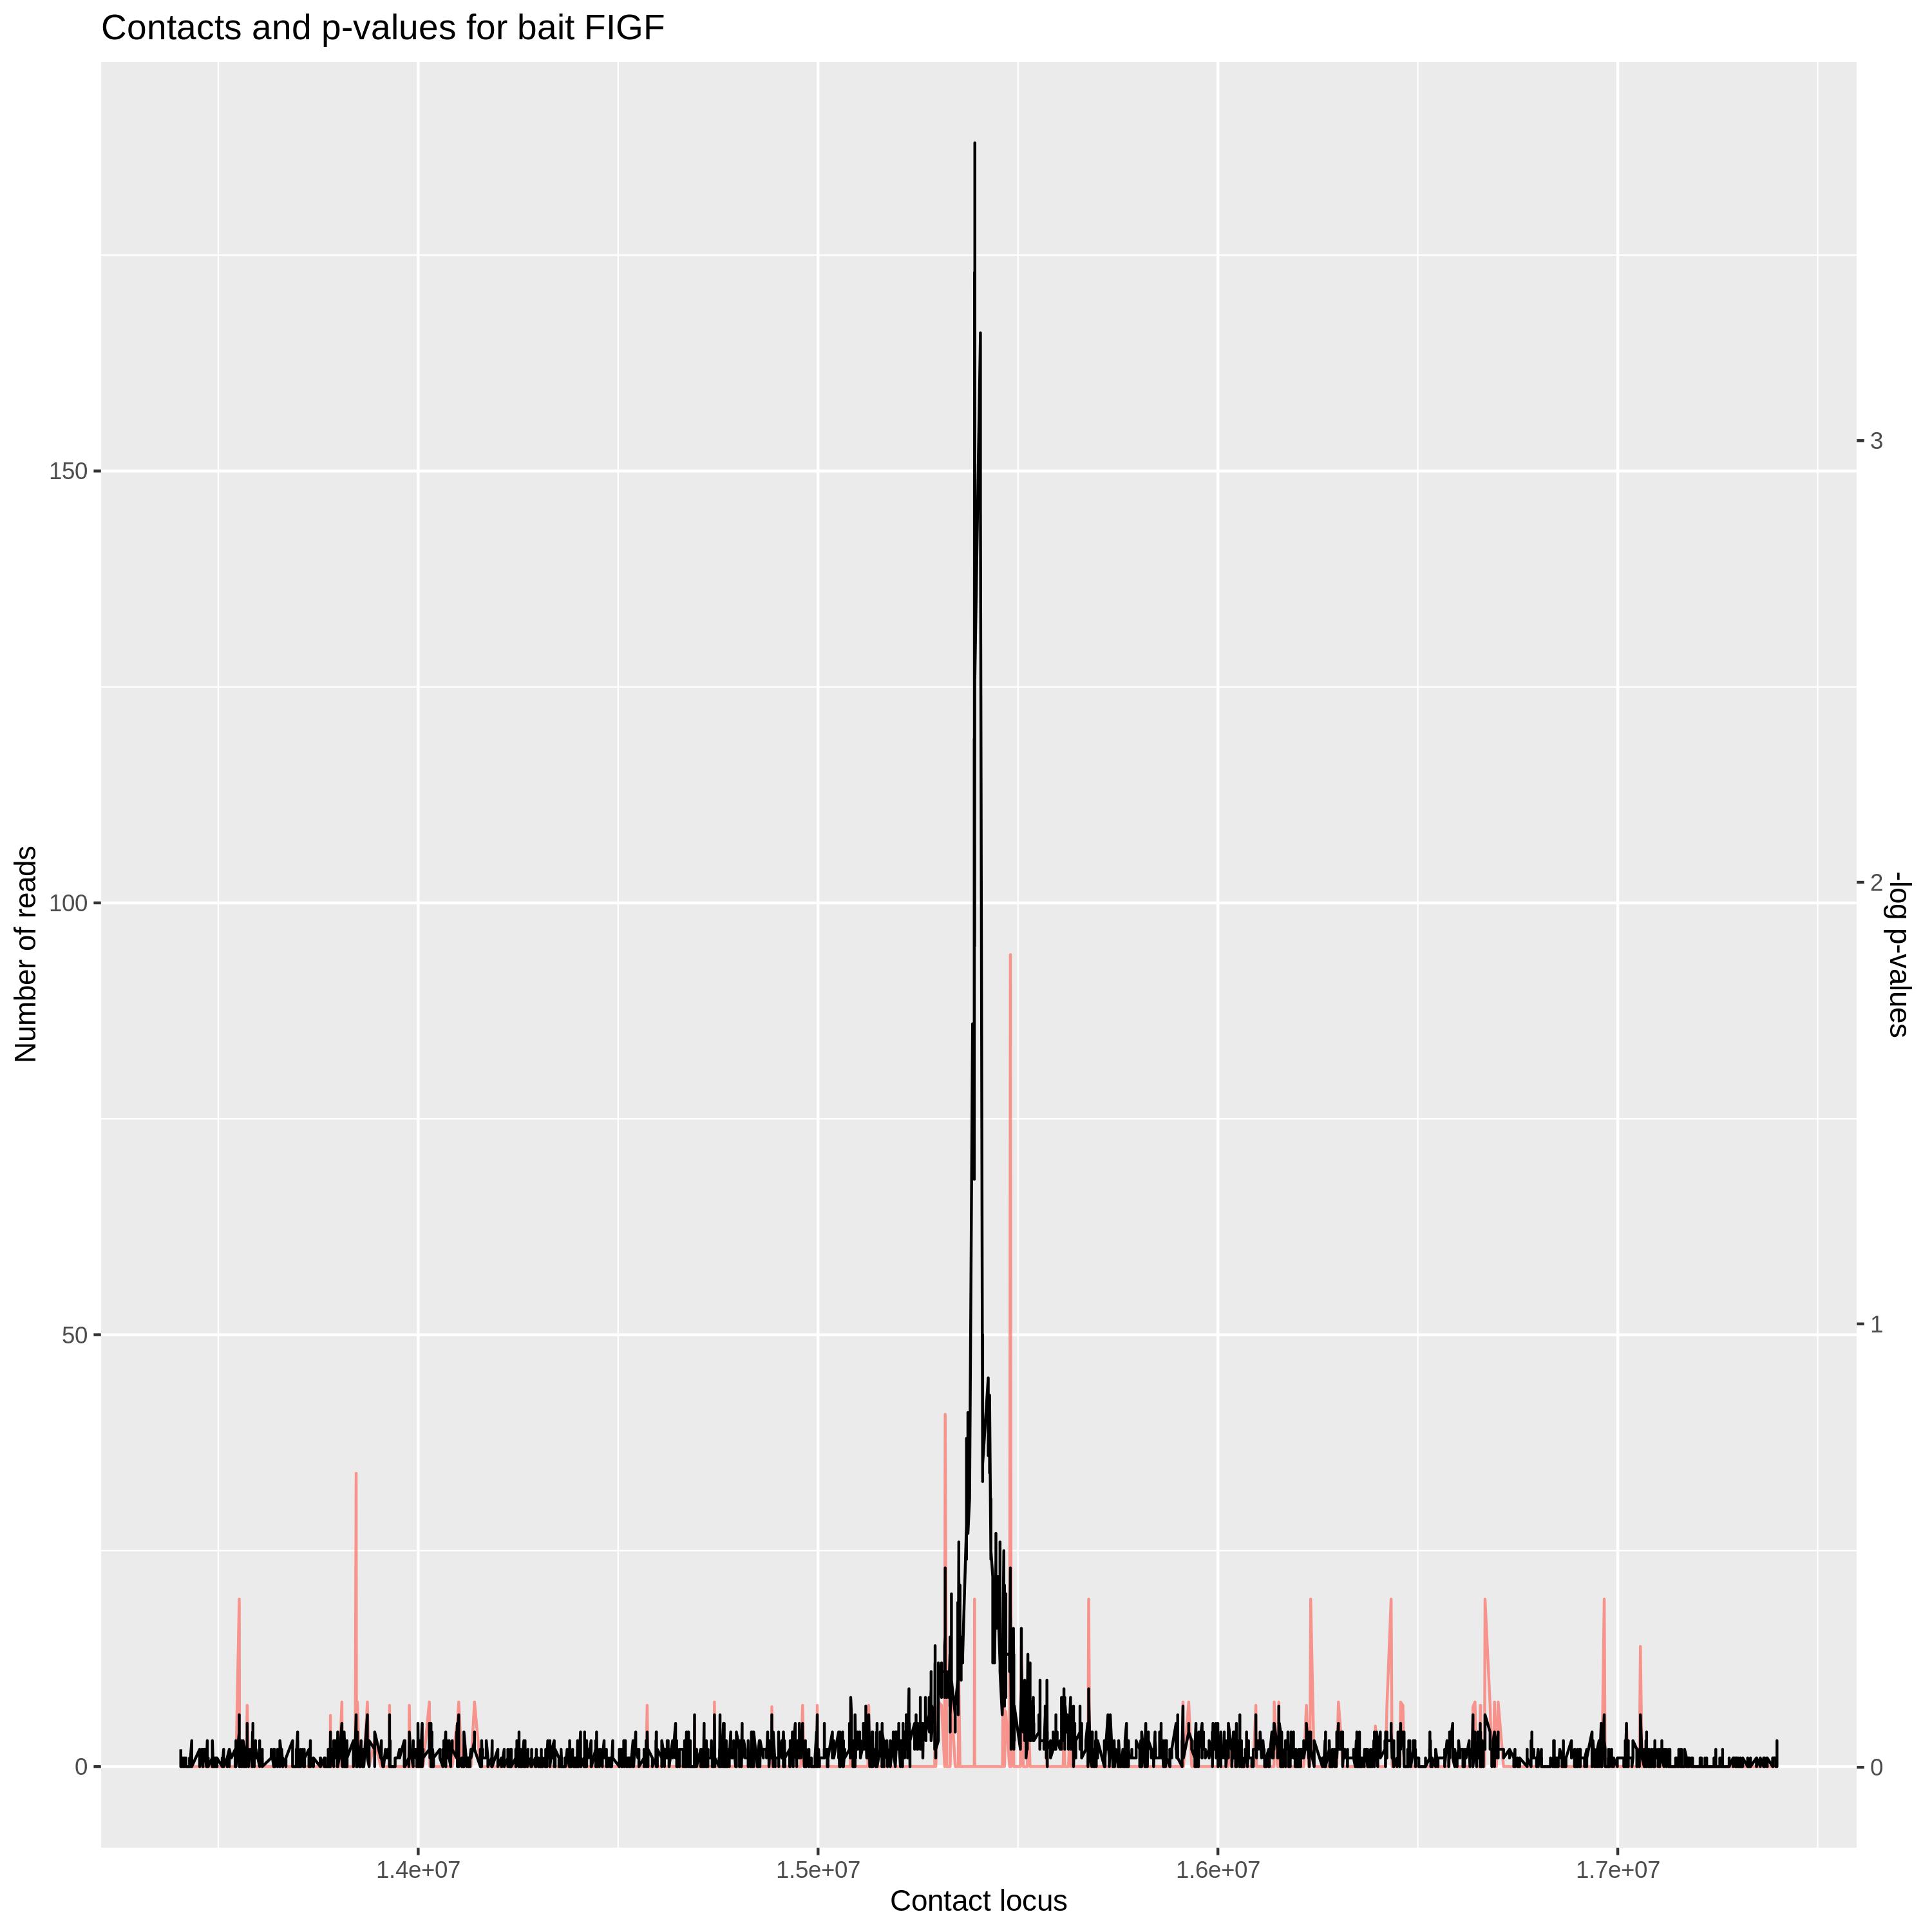 Contacts and p-values for bait FIGF
Number of reads
150
100
50
0
3
2
1
0
-log p-values
1.4e+07
1.5e+07
1.6e+07
1.7e+07
Contact locus